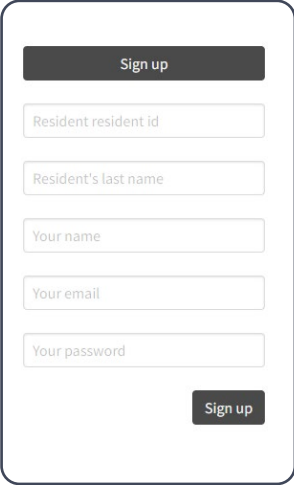 Sign up
Resident resident id
Resident's last name
Your name
Your email
Your password
Sign up